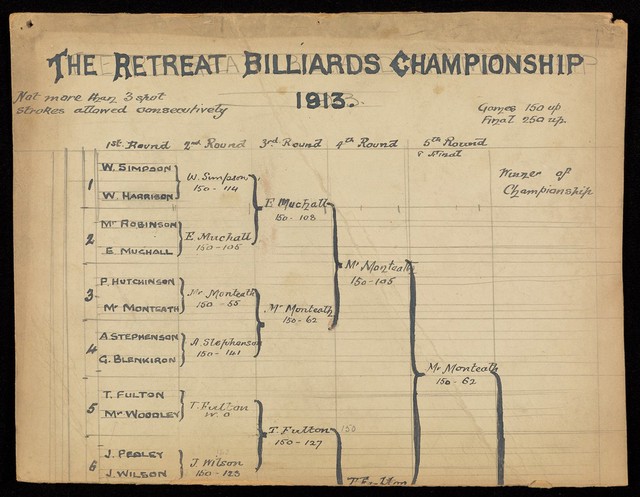 THE RETREAT BILLIARDS CHAMPIONSHIP
1913.
Not more than 3 spot
strokes allowed consecutively
Games 150 up
Final 250 up.
1st. Round 2nd Round 3rd Round 4th Round 5th Round
& Final
Winner of
Championship
1
W. SIMPSON
W. HARRISON
W. Simpson
150 - 114
2
Mr ROBINSON
E. MUCHALL
E. Muchall
150 - 105
E Muchall
150 - 108
3
P. HUTCHINSON
Mr MONTEATH
Mr Monteath
150 - 55
4
A STEPHENSON
G. BLENKIRON
A. Stephenson
150 - 141
Mr Monteath
150 - 62
Mr Monteath
150 - 105
5
T. FULTON
Mr WOODLEY
T. Fulton
W. O
6
J. WILSON
J. Wilson
150 - 123
T. Fulton
150 - 127
150
T Fulton
Mr Monteath
150 - 62